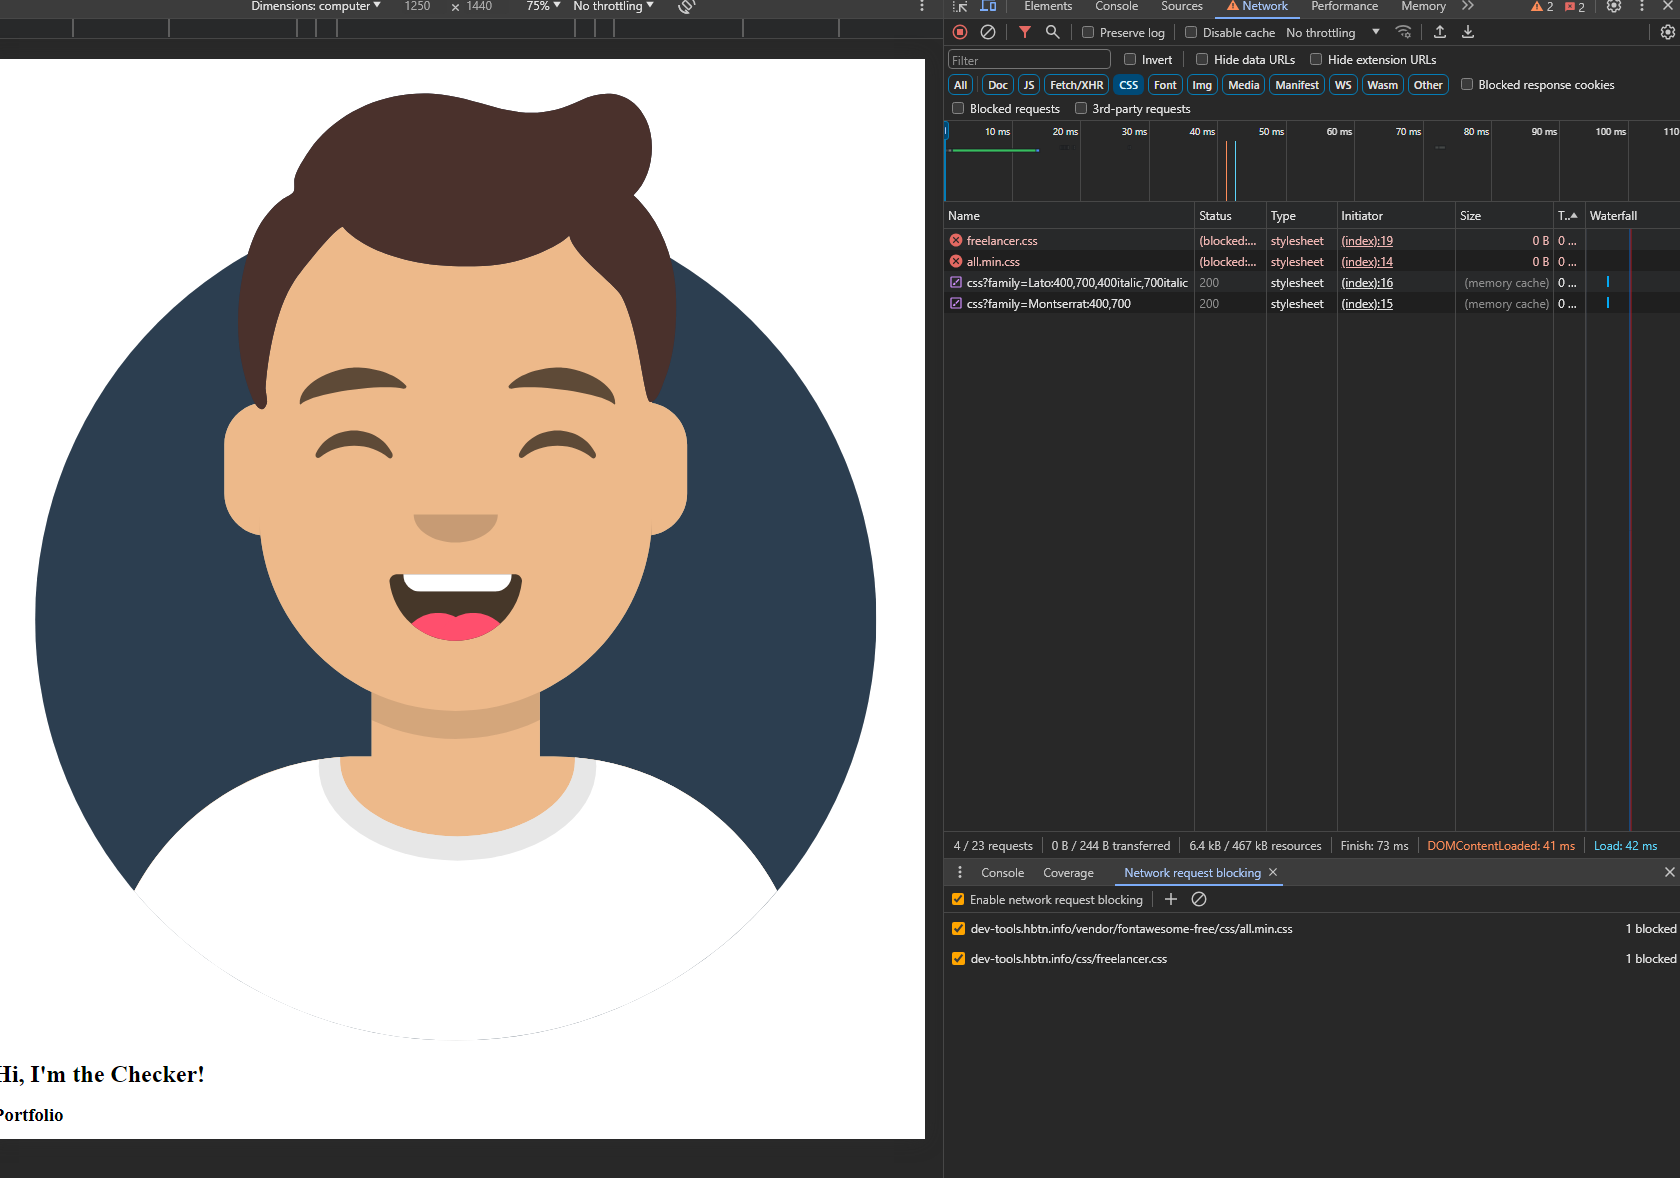 Dimensions: computer 1250 × 1440 75% No throttling
Elements Console Sources Network Performance Memory 2 2
Preserve log Disable cache No throttling
Filter Invert Hide data URLs Hide extension URLs
All Doc JS Fetch/XHR CSS Font Img Media Manifest WS Wasm Other Blocked response cookies
Blocked requests 3rd-party requests
10 ms 20 ms 30 ms 40 ms 50 ms 60 ms 70 ms 80 ms 90 ms 100 ms 110
Name Status Type Initiator Size T.. Waterfall
freelancer.css (blocked:... stylesheet (index):19 0 B 0 ...
all.min.css (blocked:... stylesheet (index):14 0 B 0 ...
css?family=Lato:400,700,400italic,700italic 200 stylesheet (index):16 (memory cache) 0 ...
css?family=Montserrat:400,700 200 stylesheet (index):15 (memory cache) 0 ...
4 / 23 requests 0 B / 244 B transferred 6.4 kB / 467 kB resources Finish: 73 ms DOMContentLoaded: 41 ms Load: 42 ms
Console Coverage Network request blocking
Enable network request blocking
dev-tools.hbtn.info/vendor/fontawesome-free/css/all.min.css 1 blocked
dev-tools.hbtn.info/css/freelancer.css 1 blocked
Hi, I'm the Checker!
Portfolio